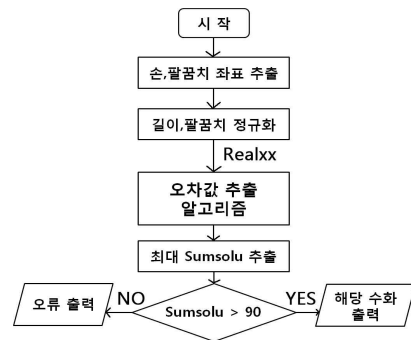 시 작
손,팔꿈치 좌표 추출
길이,팔꿈치 정규화
Realxx
오차값 추출
알고리즘
최대 Sumsolu 추출
오류 출력
NO
Sumsolu > 90
YES
해당 수화
출력